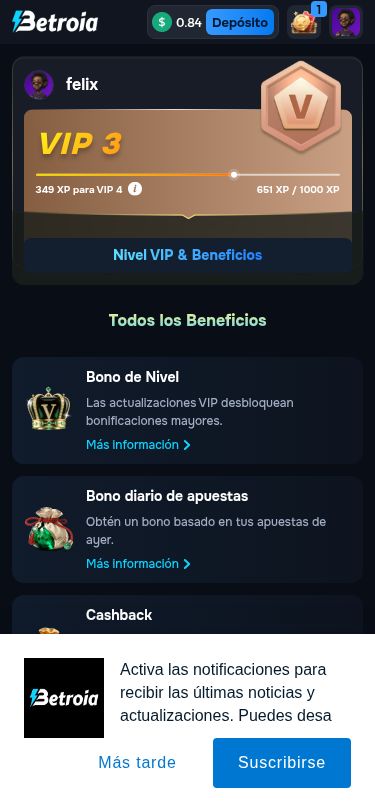 Betroia
$ 0.84 Depósito
1
felix
V
VIP 3
349 XP para VIP 4 i
651 XP / 1000 XP
Nivel VIP & Beneficios
Todos los Beneficios
Bono de Nivel
Las actualizaciones VIP desbloquean
bonificaciones mayores.
Más información
V
Bono diario de apuestas
Obtén un bono basado en tus apuestas de
ayer.
Más información
Cashback
Betroia
Activa las notificaciones para
recibir las últimas noticias y
actualizaciones. Puedes desa
Más tarde
Suscribirse